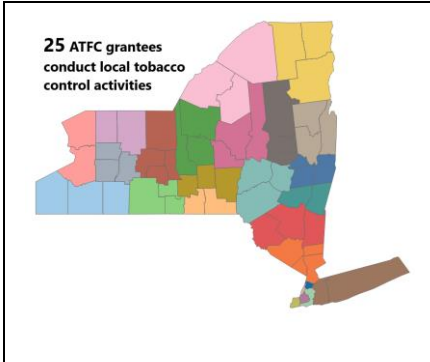 25 ATFC grantees
conduct local tobacco
control activities